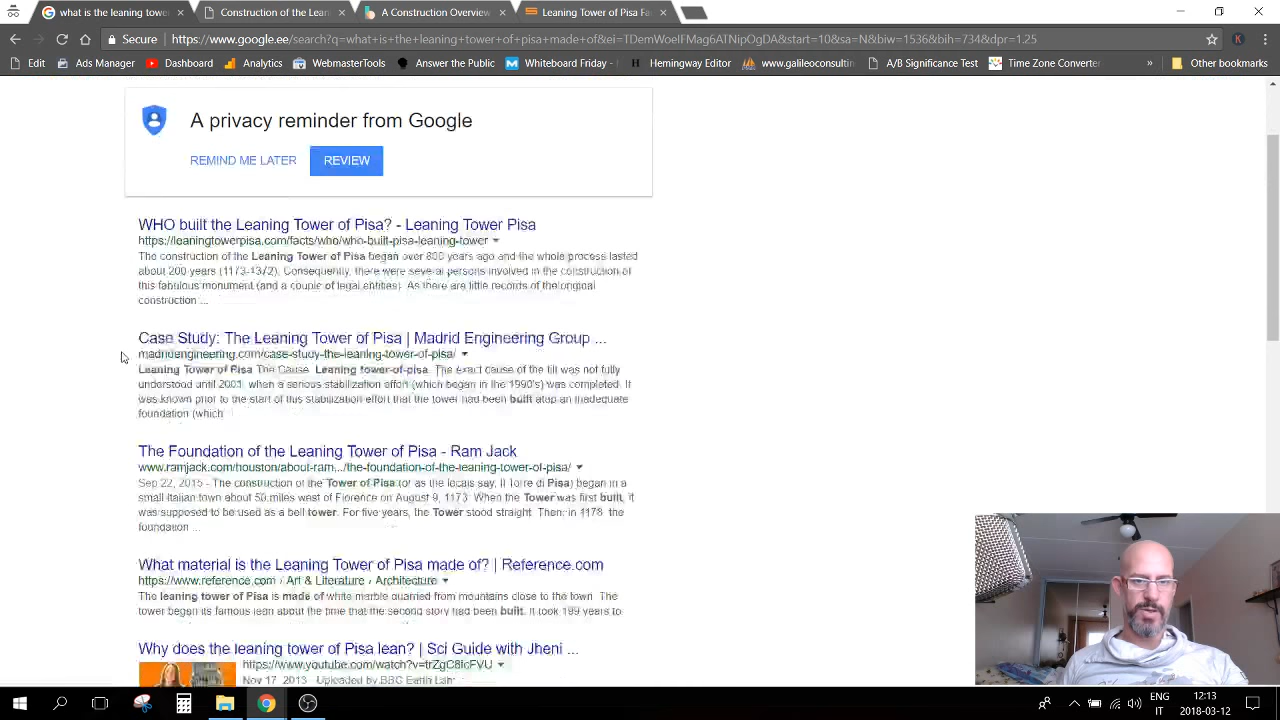 what is the leaning towe
Construction of the Lean
A Construction Overview
Leaning Tower of Pisa Fa
Secure
https://www.google.ee/search?q=what+is+the+leaning+tower+of+pisa+made+of&ei=TDemWoeIFMag6ATNipOgDA&start=10&sa=N&biw=1536&bih=734&dpr=1.25
Edit
Ads Manager
Dashboard
Analytics
WebmasterTools
Answer the Public
Whiteboard Friday -
Hemingway Editor
www.galileoconsultin
A/B Significance Test
Time Zone Converter
»
Other bookmarks
A privacy reminder from Google
REMIND ME LATER
REVIEW
WHO built the Leaning Tower of Pisa? - Leaning Tower Pisa
https://leaningtowerpisa.com/facts/who/who-built-pisa-leaning-tower
The construction of the Leaning Tower of Pisa began over 800 years ago and the whole process lasted
about 200 years (1173-1372). Consequently, there were several persons involved in the construction of
this fabulous monument (and a couple of legal entities). As there are little records of the original
construction ...
Case Study: The Leaning Tower of Pisa | Madrid Engineering Group ...
madridengineering.com/case-study-the-leaning-tower-of-pisa/
Leaning Tower of Pisa The Cause. Leaning tower-of-pisa. The exact cause of the tilt was not fully
understood until 2001 when a serious stabilization effort (which began in the 1990's) was completed. It
was known prior to the start of this stabilization effort that the tower had been built atop an inadequate
foundation (which
The Foundation of the Leaning Tower of Pisa - Ram Jack
www.ramjack.com/houston/about-ram.../the-foundation-of-the-leaning-tower-of-pisa/
Sep 22, 2015 - The construction of the Tower of Pisa (or as the locals say, Il Torre di Pisa) began in a
small Italian town about 50 miles west of Florence on August 9, 1173. When the Tower was first built, it
was supposed to be used as a bell tower. For five years, the Tower stood straight. Then, in 1178 the
foundation ...
What material is the Leaning Tower of Pisa made of? | Reference.com
https://www.reference.com › Art & Literature › Architecture
The leaning tower of Pisa is made of white marble quarried from mountains close to the town. The
tower began its famous lean about the time that the second story had been built. It took 199 years to
Why does the leaning tower of Pisa lean? | Sci Guide with Jheni ...
https://www.youtube.com/watch?v=trZgC8lcFVU
Nov 17, 2013 - Uploaded by BBC Earth Lab
ENG
IT
12:13
2018-03-12